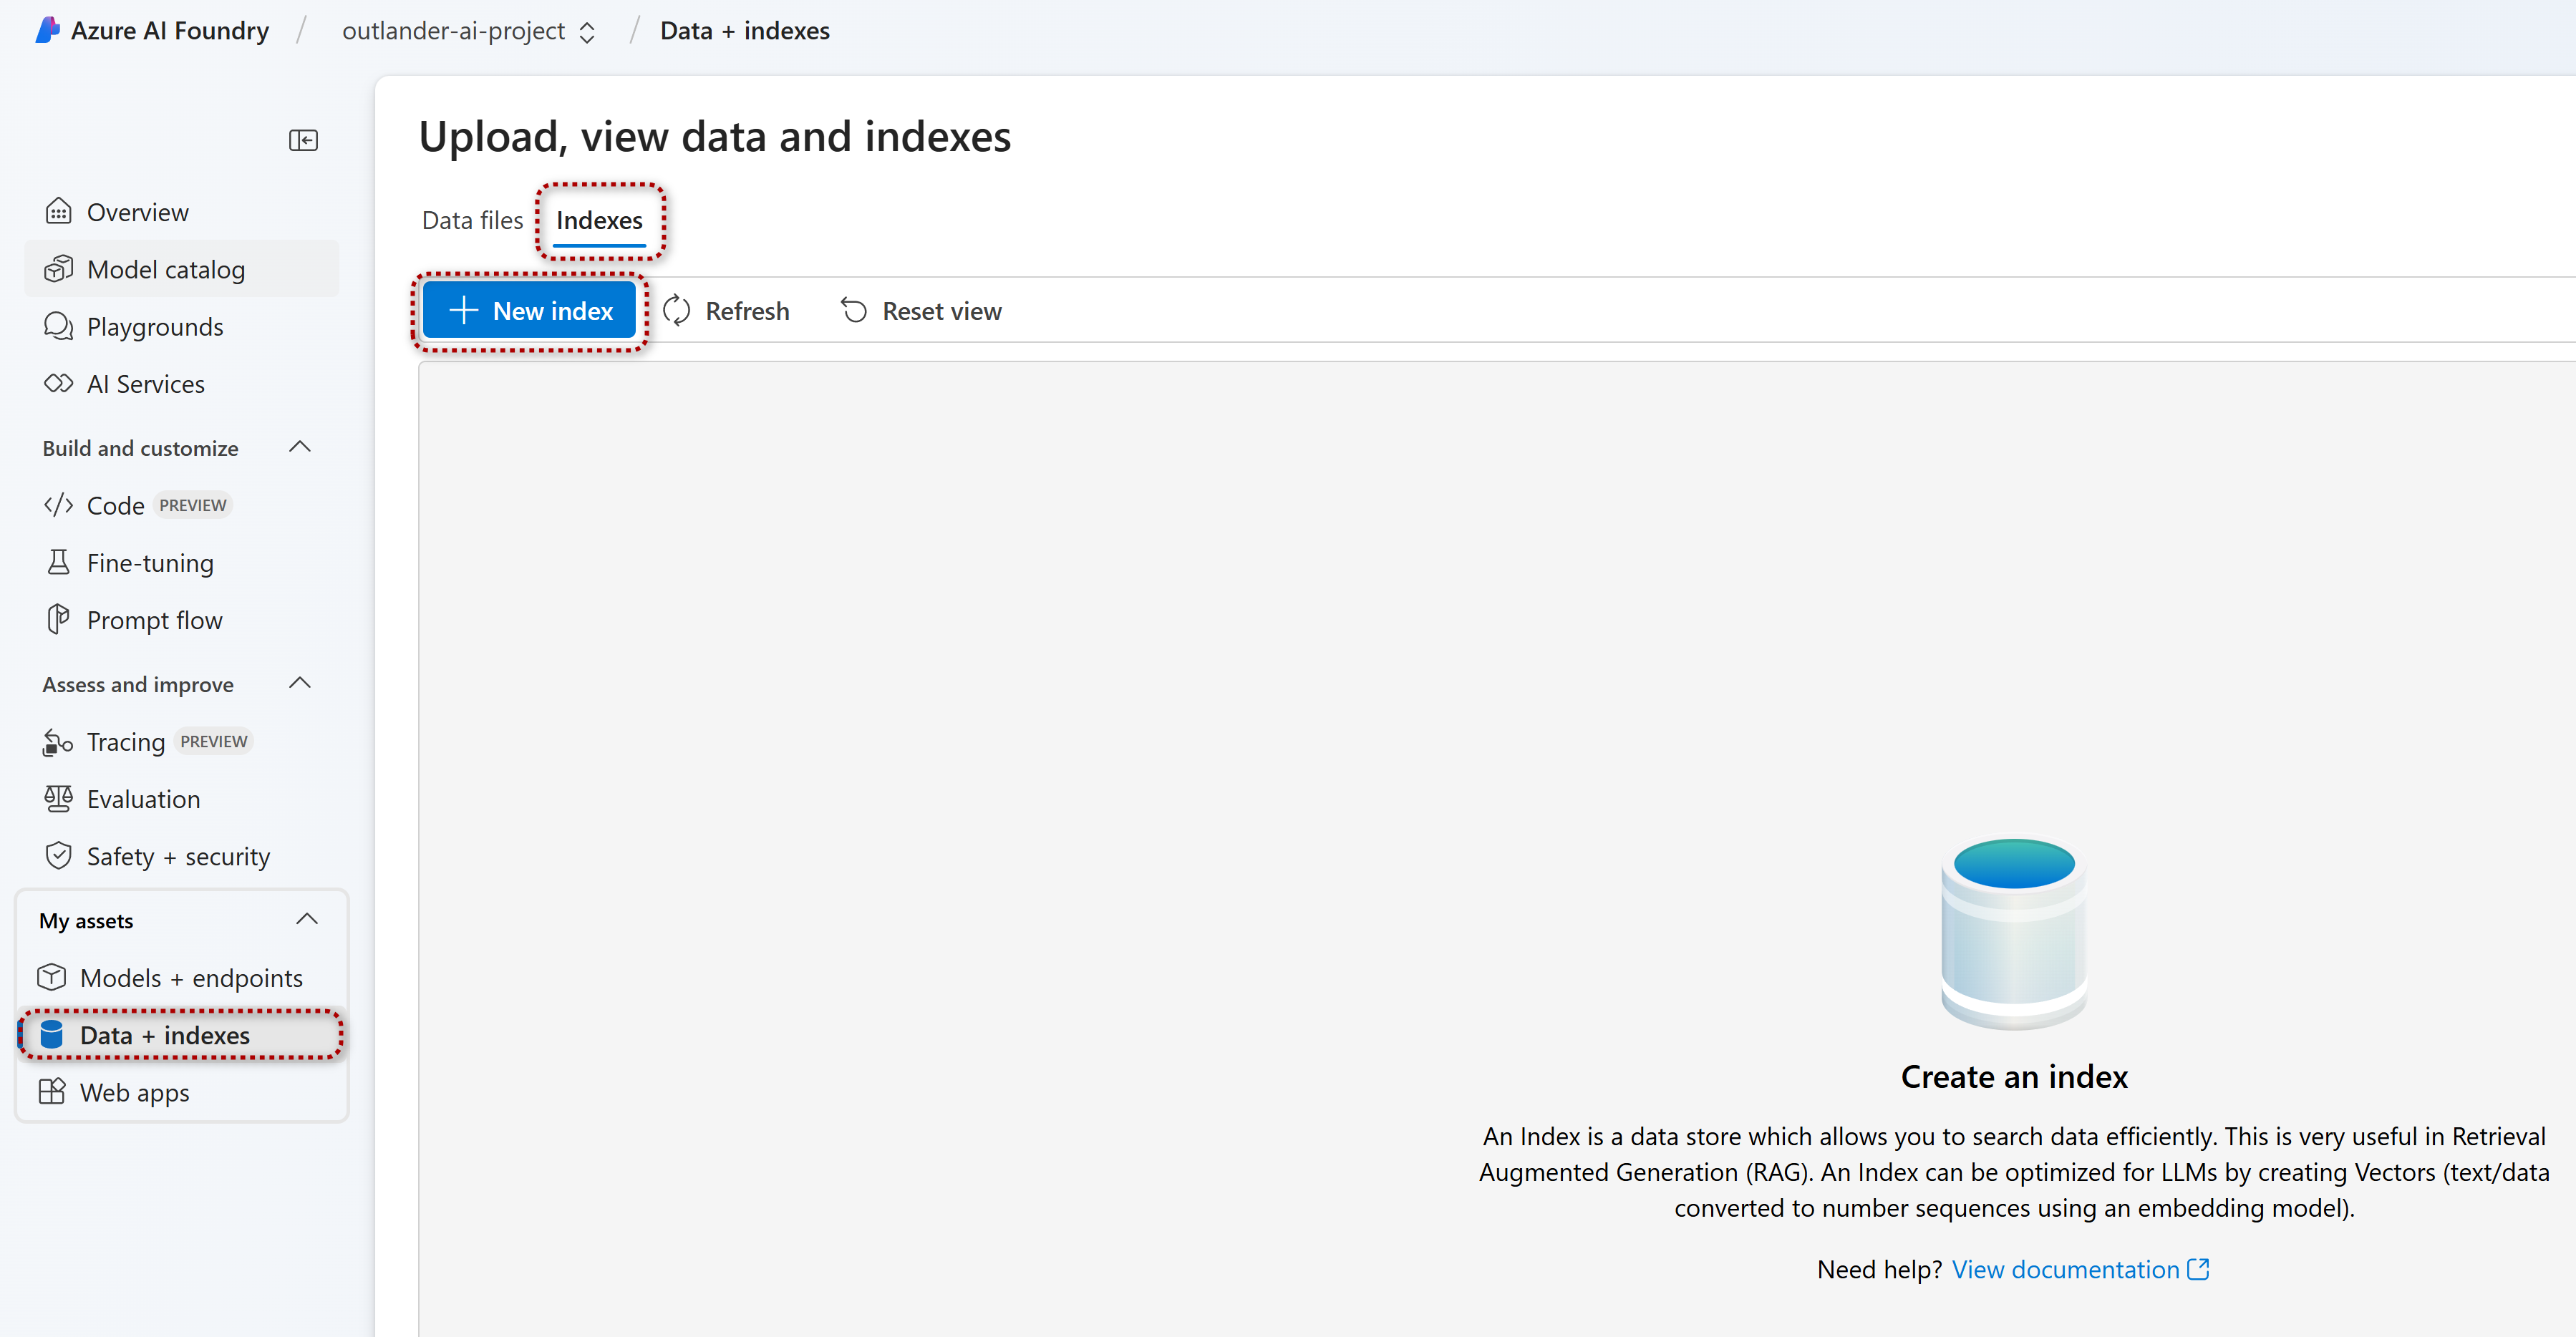 Azure AI Foundry / outlander-ai-project / Data + indexes
Upload, view data and indexes
Data files Indexes
New index Refresh Reset view
Overview
Model catalog
Playgrounds
AI Services
Build and customize
Code PREVIEW
Fine-tuning
Prompt flow
Assess and improve
Tracing PREVIEW
Evaluation
Safety + security
My assets
Models + endpoints
Data + indexes
Web apps
Create an index
An Index is a data store which allows you to search data efficiently. This is very useful in Retrieval
Augmented Generation (RAG). An Index can be optimized for LLMs by creating Vectors (text/data
converted to number sequences using an embedding model).
Need help? View documentation